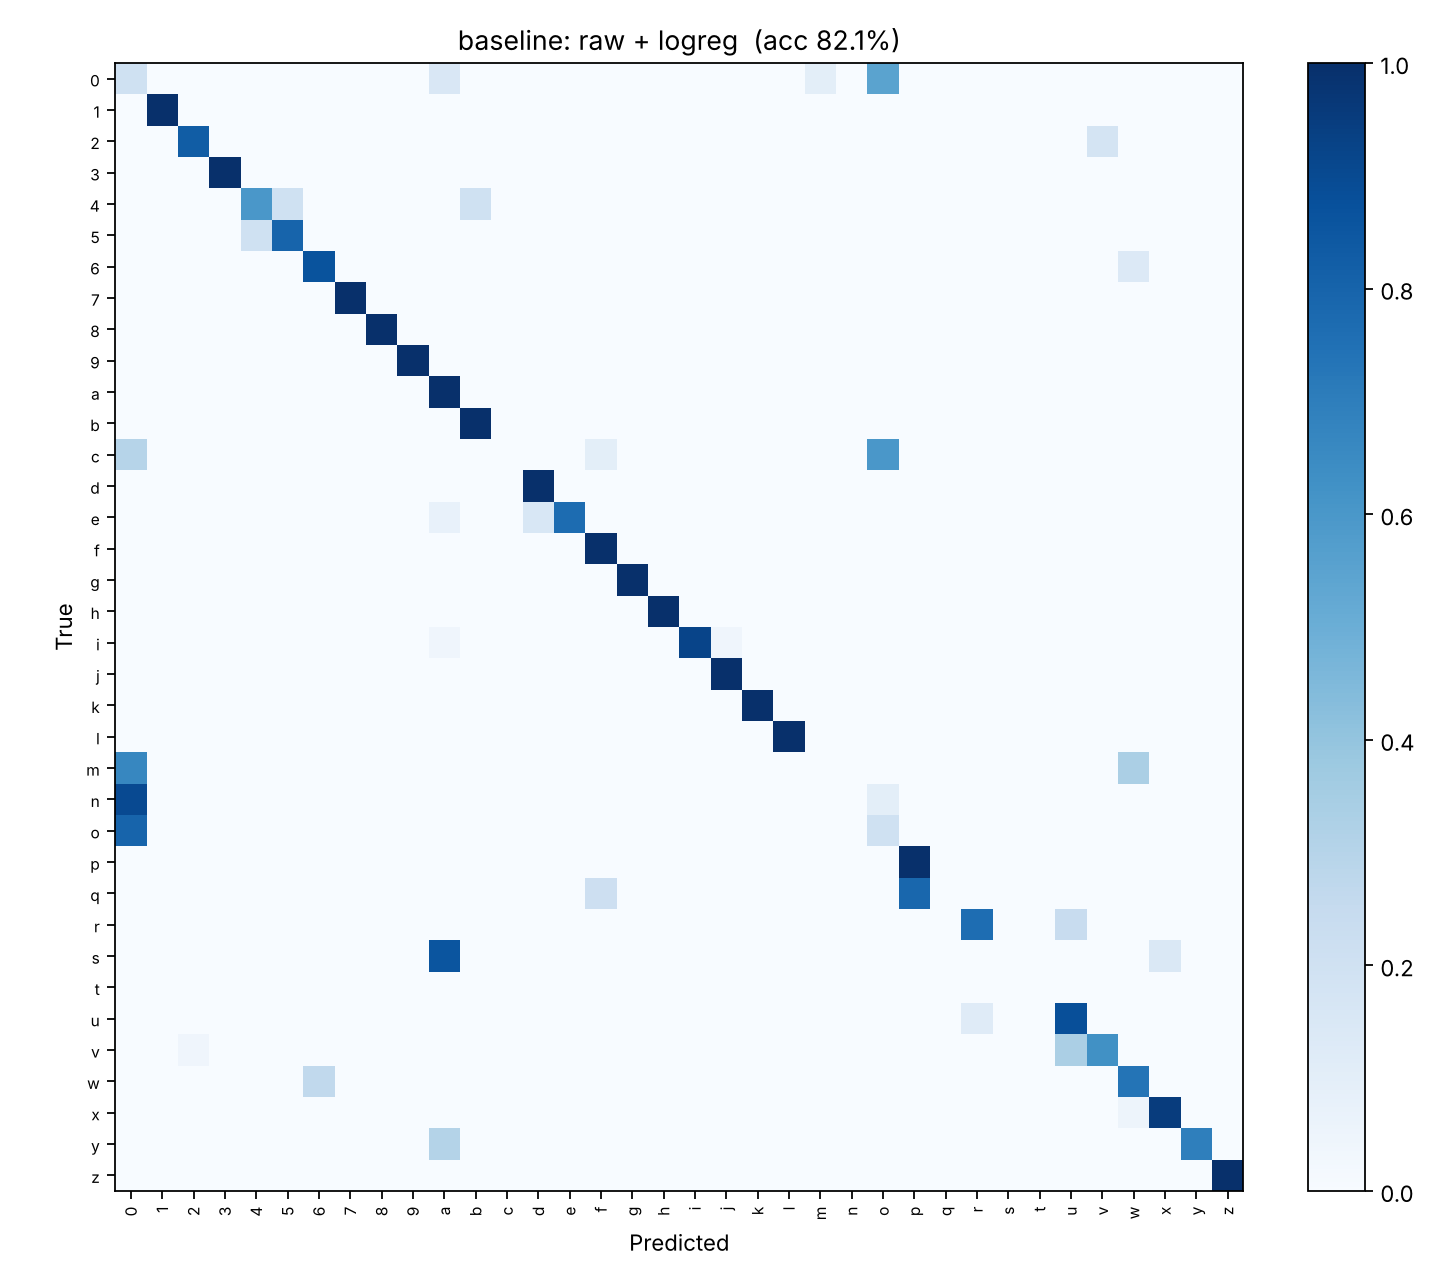 baseline: raw + logreg  (acc 82.1%)
True
0
1
2
3
4
5
6
7
8
9
a
b
c
d
e
f
g
h
i
j
k
l
m
n
o
p
q
r
s
t
u
v
w
x
y
z
0 1 2 3 4 5 6 7 8 9 a b c d e f g h i j k l m n o p q r s t u v w x y z
Predicted
1.0
0.8
0.6
0.4
0.2
0.0